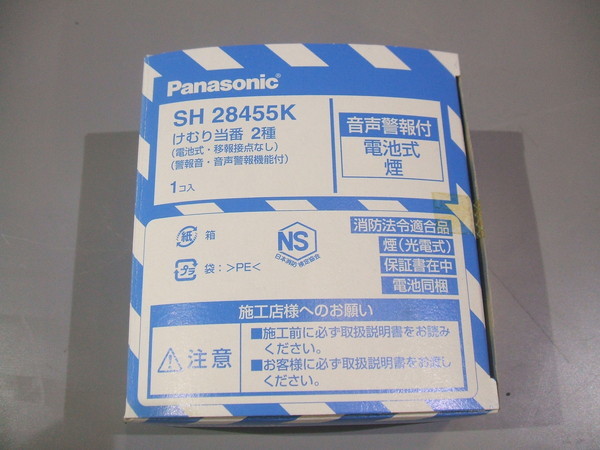 Panasonic
SH 28455K
けむり当番 2種
(電池式・移報接点なし)
(警報音・音声警報機能付)
1コ入
音声警報付
電池式
煙
紙 箱
プラ 袋:>PE<
NS
日本消防検定協会
消防法令適合品
煙(光電式)
保証書在中
電池同梱
施工店様へのお願い
注意
■施工前に必ず取扱説明書をお読み
ください。
■お客様に必ず取扱説明書をお渡し
ください。